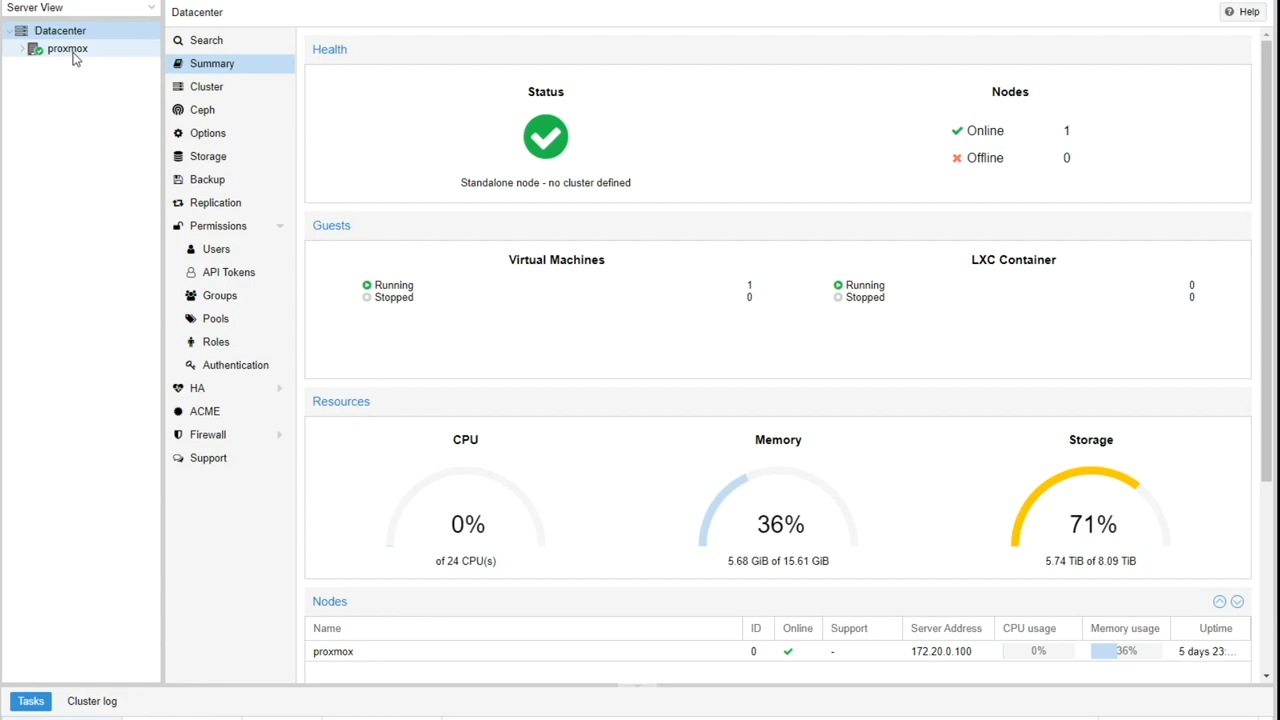 Server View
Datacenter
Help
Datacenter
proxmox
Search
Summary
Cluster
Ceph
Options
Storage
Backup
Replication
Permissions
Users
API Tokens
Groups
Pools
Roles
Authentication
HA
ACME
Firewall
Support
Health
Status
Nodes
Online 1
Offline 0
Standalone node - no cluster defined
Guests
Virtual Machines
LXC Container
Running 1
Stopped 0
Running 0
Stopped 0
Resources
CPU
Memory
Storage
0%
36%
71%
of 24 CPU(s)
5.68 GiB of 15.61 GiB
5.74 TiB of 8.09 TiB
Nodes
Name ID Online Support Server Address CPU usage Memory usage Uptime
proxmox 0 - 172.20.0.100 0% 36% 5 days 23:...
Tasks
Cluster log